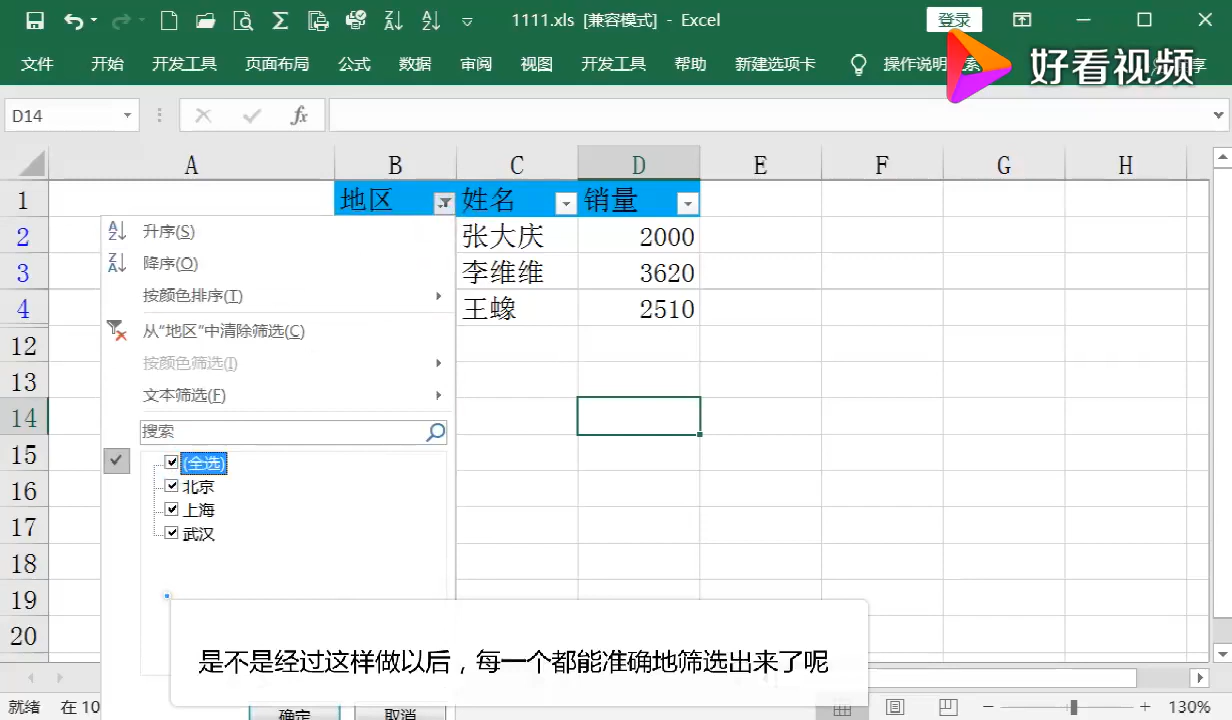 1111.xls [兼容模式] - Excel
登录
文件 开始 开发工具 页面布局 公式 数据 审阅 视图 开发工具 帮助 新建选项卡 操作说明
好看视频
D14 fx
A B C D E F G H
1 地区 姓名 销量
2 张大庆 2000
3 李维维 3620
4 王蟓 2510
12
13
14
15
16
17
18
19
20
升序(S)
降序(O)
按颜色排序(T)
从“地区”中清除筛选(C)
按颜色筛选(I)
文本筛选(F)
搜索
(全选)
北京
上海
武汉
是不是经过这样做以后，每一个都能准确地筛选出来了呢
确定 取消
就绪 在 10 130%